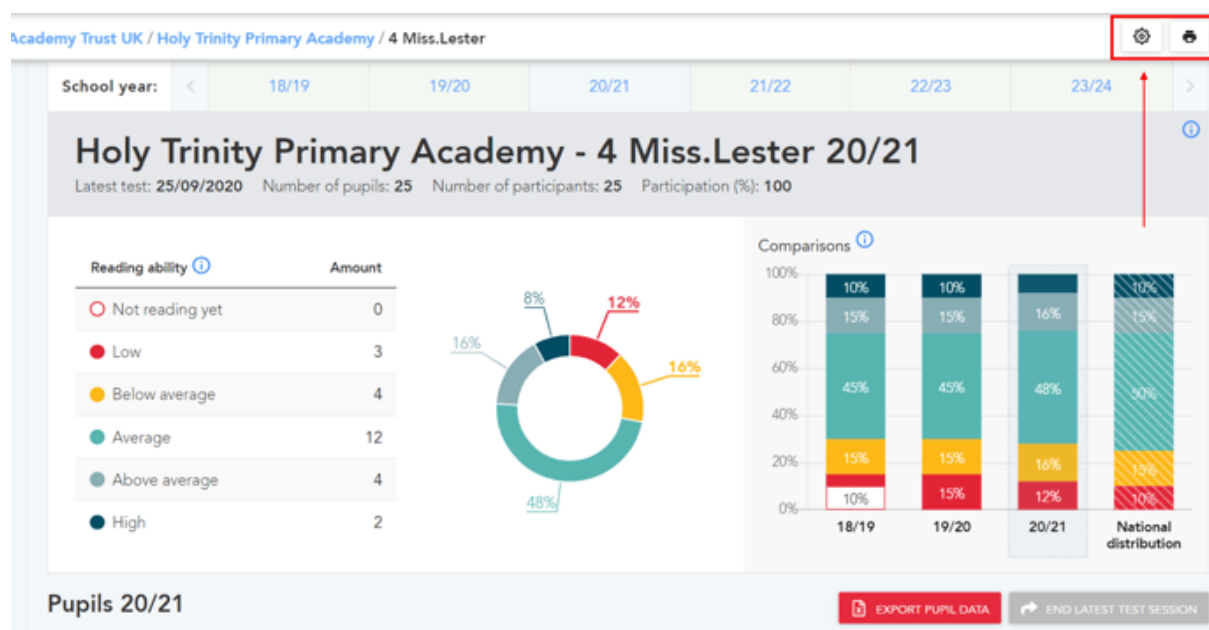 Academy Trust UK / Holy Trinity Primary Academy / 4 Miss.Lester
School year: < 18/19 19/20 20/21 21/22 22/23 23/24 >
Holy Trinity Primary Academy - 4 Miss.Lester 20/21
Latest test: 25/09/2020 Number of pupils: 25 Number of participants: 25 Participation (%): 100
Reading ability Amount
Not reading yet 0
Low 3
Below average 4
Average 12
Above average 4
High 2
8% 12%
16%
16%
48%
Comparisons
100%
80%
60%
40%
20%
0%
10% 10% 10%
15% 15% 16% 15%
45% 45% 48% 50%
15% 15% 16% 15%
10% 15% 12% 10%
18/19 19/20 20/21 National
distribution
Pupils 20/21
EXPORT PUPIL DATA
END LATEST TEST SESSION